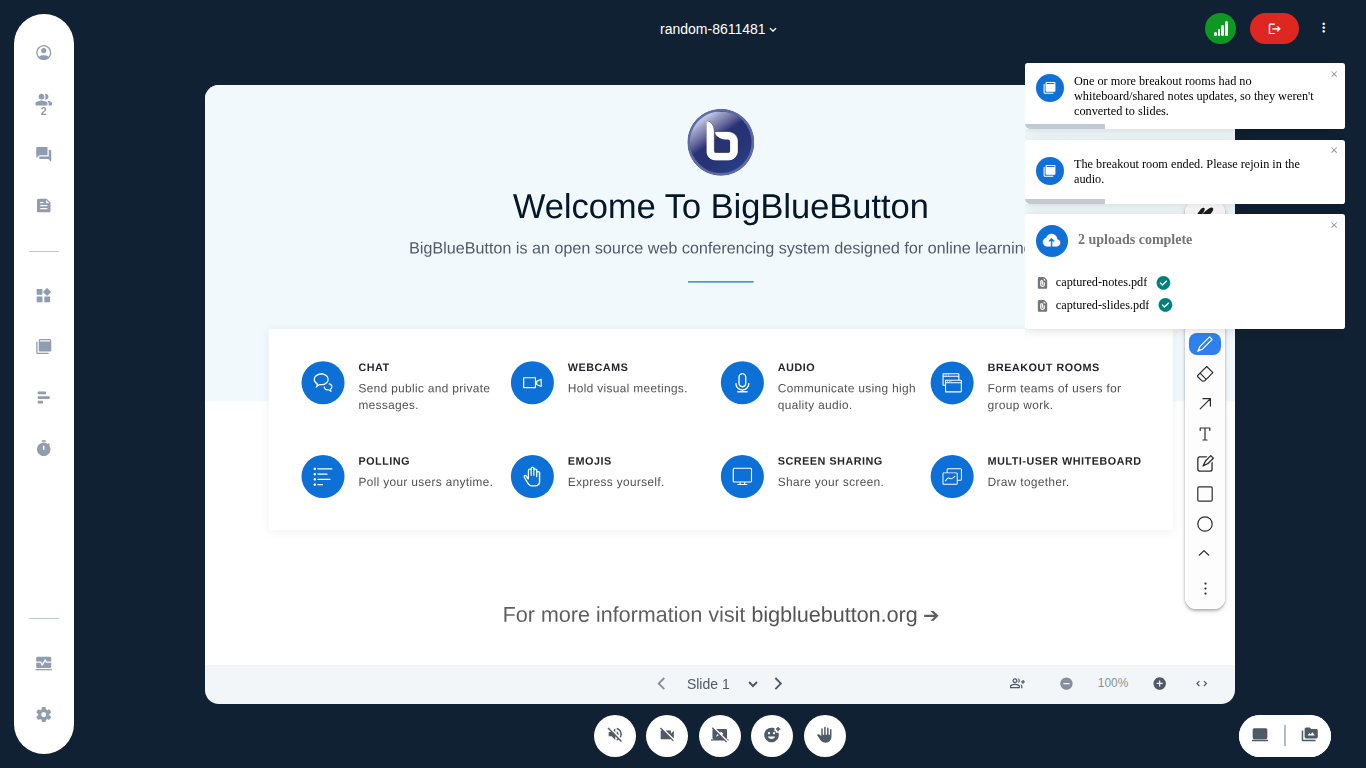 random-8611481
2
One or more breakout rooms had no
whiteboard/shared notes updates, so they weren't
converted to slides.
The breakout room ended. Please rejoin in the
audio.
2 uploads complete
captured-notes.pdf
captured-slides.pdf
Welcome To BigBlueButton
BigBlueButton is an open source web conferencing system designed for online learning
CHAT
Send public and private
messages.
WEBCAMS
Hold visual meetings.
AUDIO
Communicate using high
quality audio.
BREAKOUT ROOMS
Form teams of users for
group work.
POLLING
Poll your users anytime.
EMOJIS
Express yourself.
SCREEN SHARING
Share your screen.
MULTI-USER WHITEBOARD
Draw together.
For more information visit bigbluebutton.org ➔
Slide 1
100%